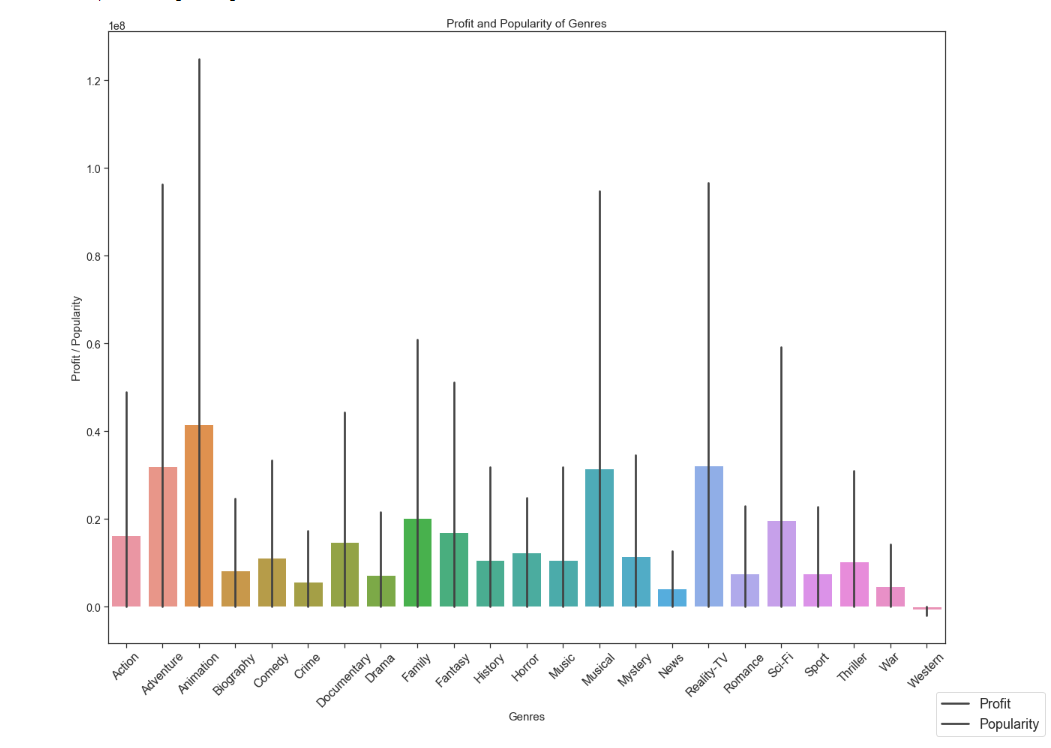 Profit and Popularity of Genres
1e8
1.2
1.0
0.8
0.6
0.4
0.2
0.0
Profit / Popularity
Action
Adventure
Animation
Biography
Comedy
Crime
Documentary
Drama
Family
Fantasy
History
Horror
Music
Musical
Mystery
News
Reality-TV
Romance
Sci-Fi
Sport
Thriller
War
Western
Genres
Profit
Popularity